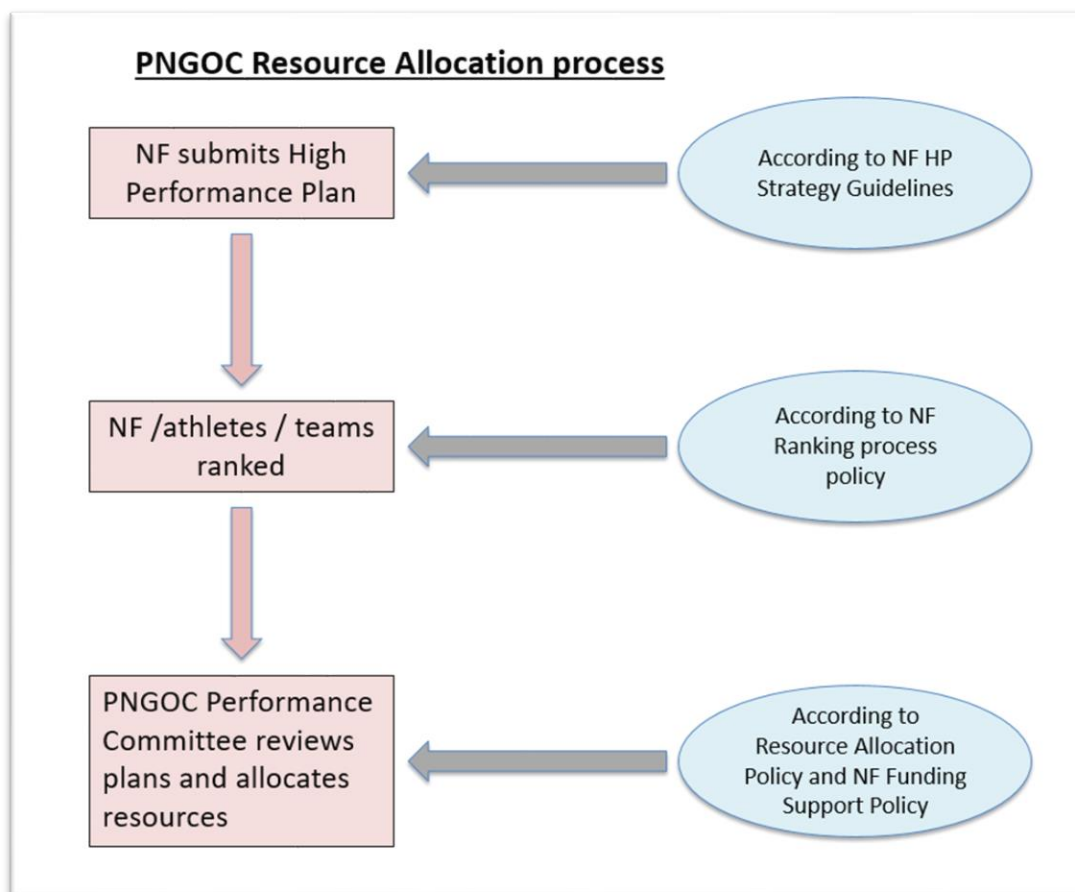 PNGOC Resource Allocation process
NF submits High
Performance Plan
According to NF HP
Strategy Guidelines
NF /athletes / teams
ranked
According to NF
Ranking process
policy
PNGOC Performance
Committee reviews
plans and allocates
resources
According to
Resource Allocation
Policy and NF Funding
Support Policy